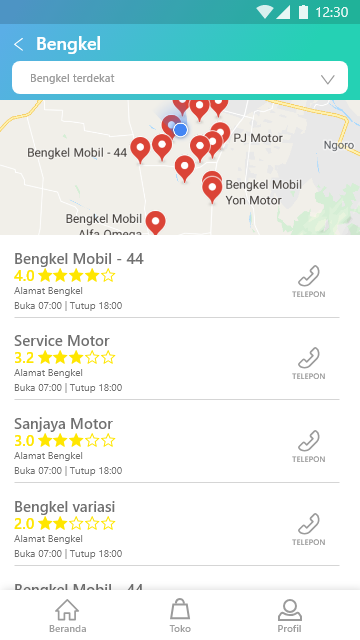 12:30
Bengkel
Bengkel terdekat
PJ Motor
Ngoro
Bengkel Mobil - 44
Bengkel Mobil
Yon Motor
Bengkel Mobil
Alfa Omega
Bengkel Mobil - 44
4.0
Alamat Bengkel
Buka 07:00 | Tutup 18:00
TELEPON
Service Motor
3.2
Alamat Bengkel
Buka 07:00 | Tutup 18:00
TELEPON
Sanjaya Motor
3.0
Alamat Bengkel
Buka 07:00 | Tutup 18:00
TELEPON
Bengkel variasi
2.0
Alamat Bengkel
Buka 07:00 | Tutup 18:00
TELEPON
Bengkel Mobil - 44
Beranda
Toko
Profil